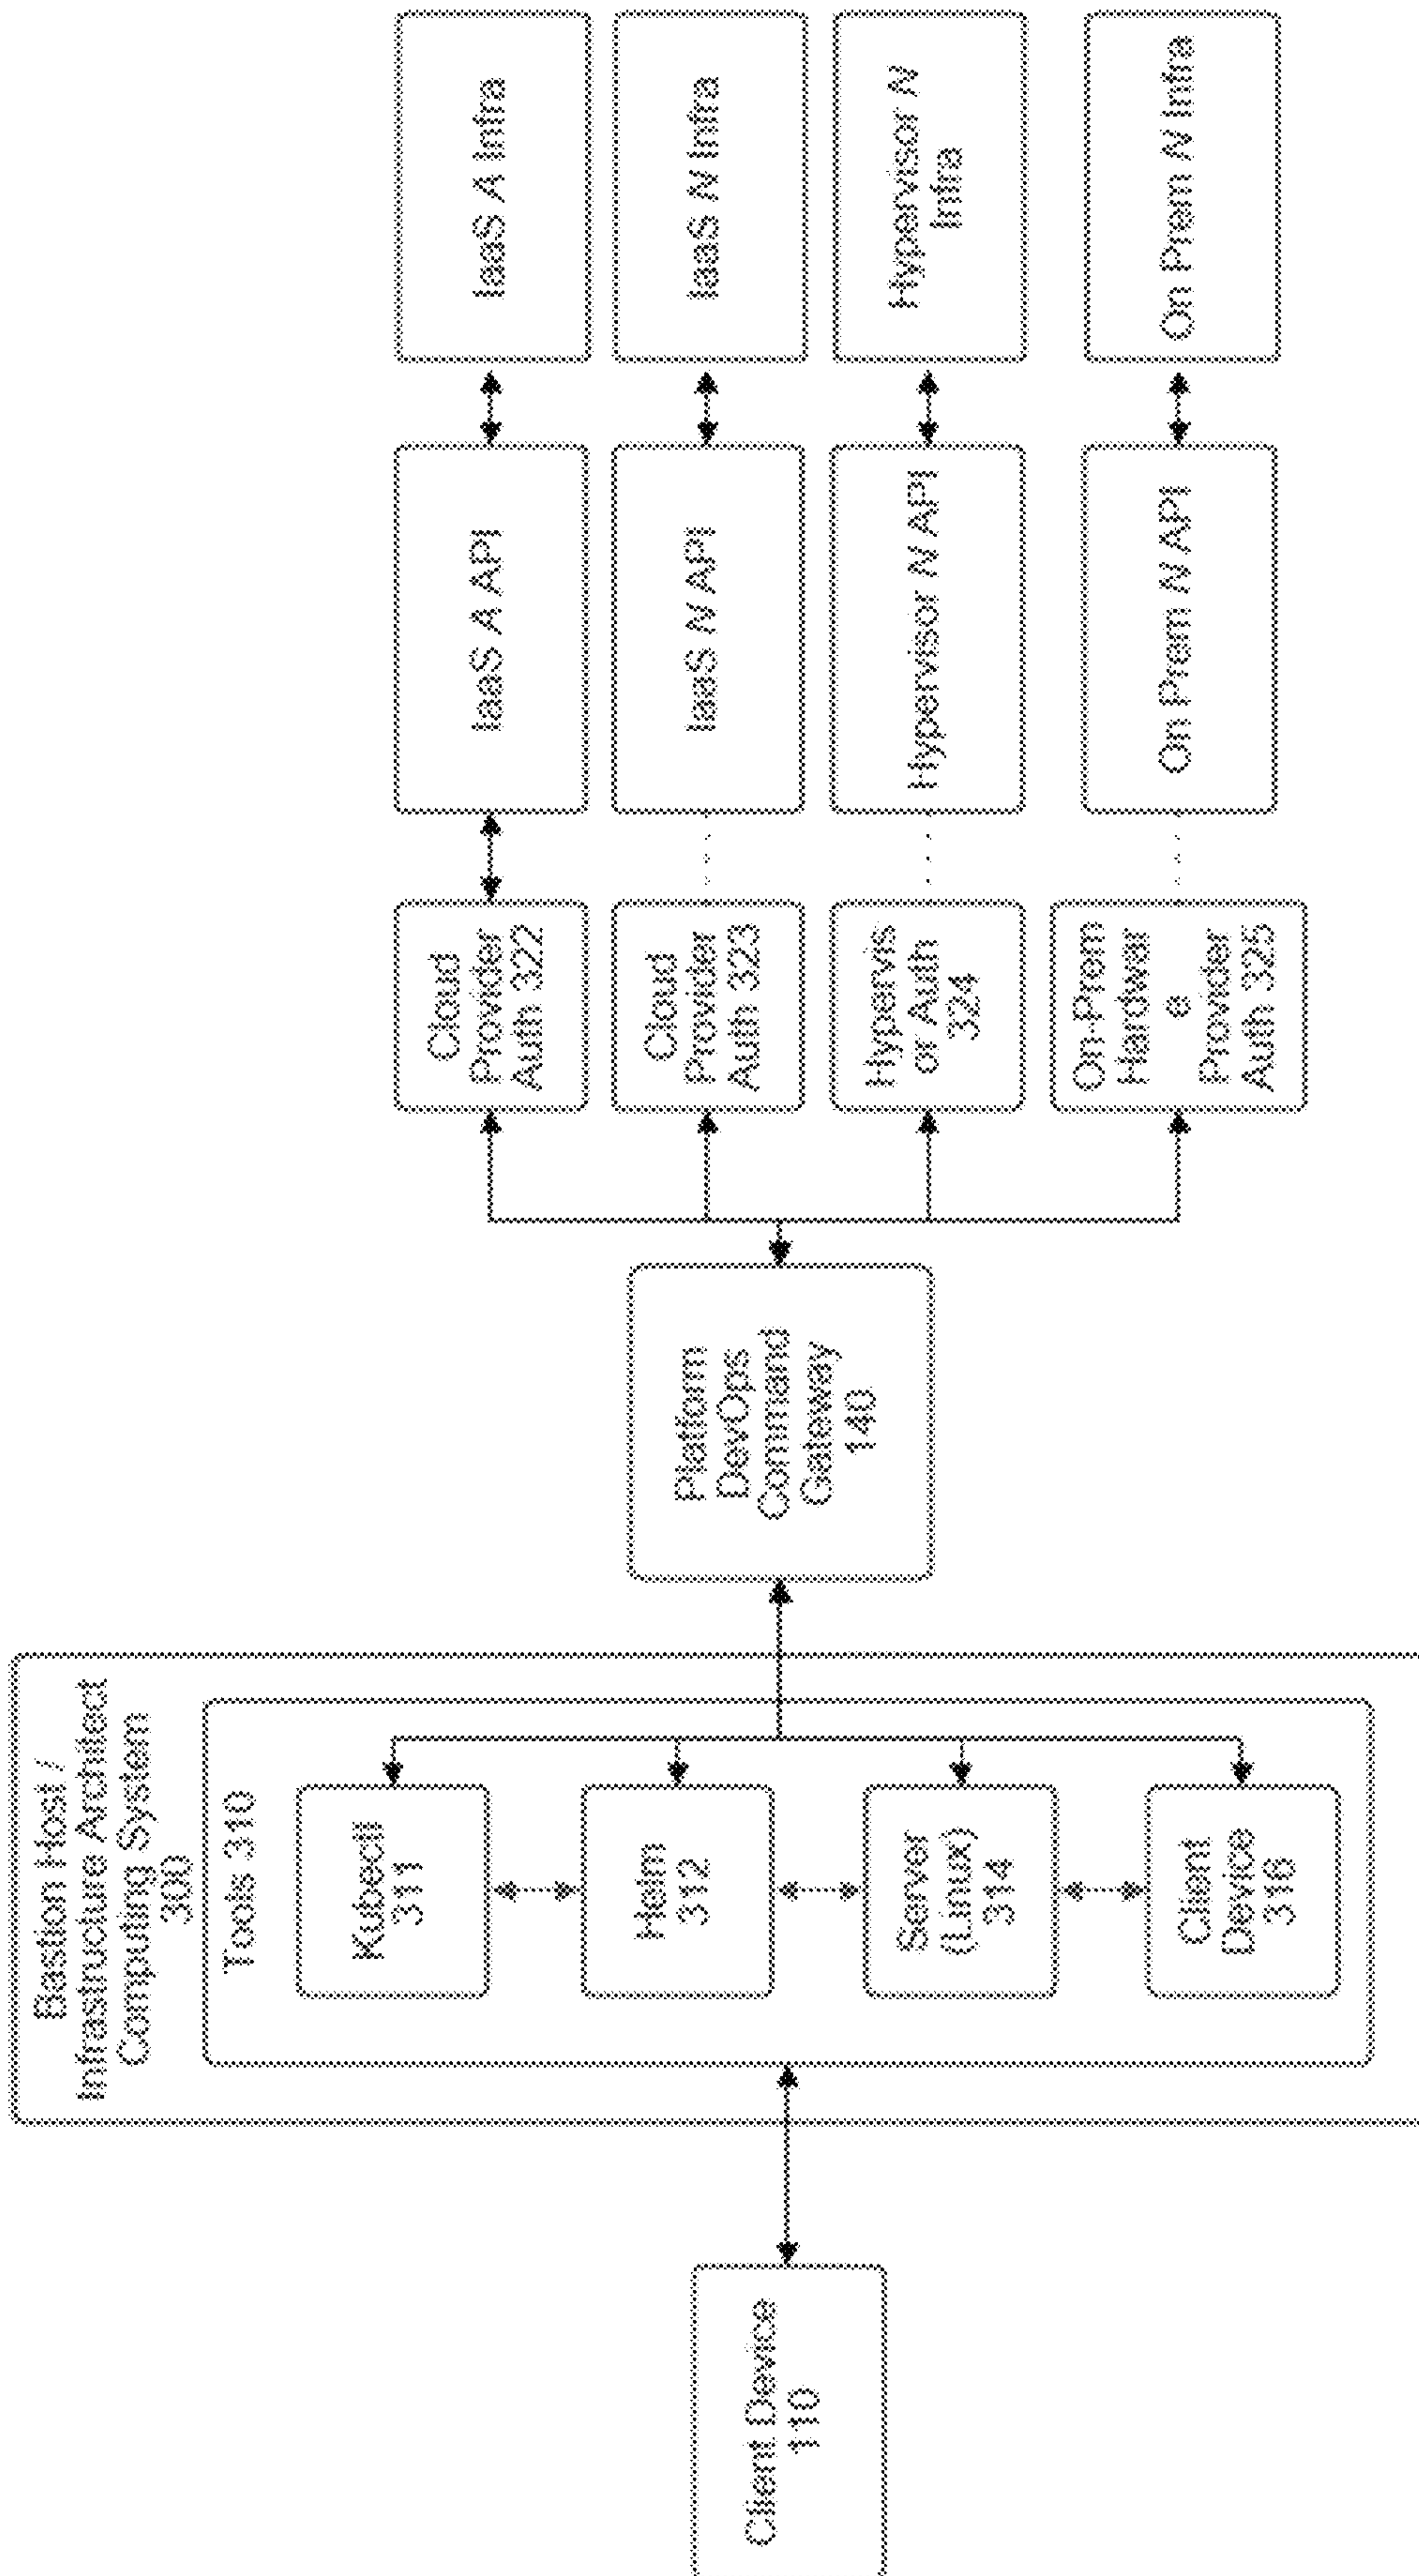 Client Device
110
Bastion Host /
Infrastructure Architect
Computing System
300
Tools 310
Kubectl
311
Helm
312
Server
(Linux)
314
Client
Device
316
Platform
DevOps
Command
Gateway
140
Cloud
Provider
Auth 322
Cloud
Provider
Auth 323
Hypervis
or Auth
324
On-Prem
Hardwar
e
Provider
Auth 325
IaaS A API
IaaS N API
Hypervisor N API
On Prem N API
IaaS A Infra
IaaS N Infra
Hypervisor N
Infra
On Prem N Infra